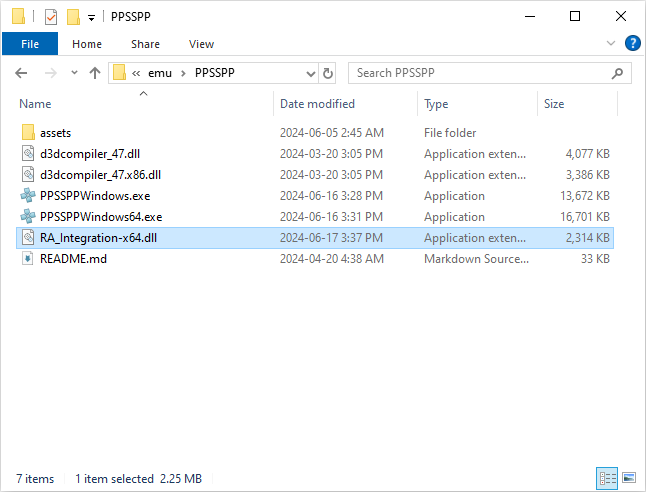 PPSSPP
File Home Share View
emu PPSSPP Search PPSSPP
Name Date modified Type Size
assets 2024-06-05 2:45 AM File folder
d3dcompiler_47.dll 2024-03-20 3:05 PM Application exten... 4,077 KB
d3dcompiler_47.x86.dll 2024-03-20 3:05 PM Application exten... 3,386 KB
PPSSPPWindows.exe 2024-06-16 3:28 PM Application 13,672 KB
PPSSPPWindows64.exe 2024-06-16 3:31 PM Application 16,701 KB
RA_Integration-x64.dll 2024-06-17 3:37 PM Application exten... 2,314 KB
README.md 2024-04-20 4:38 AM Markdown Source... 33 KB
7 items 1 item selected 2.25 MB